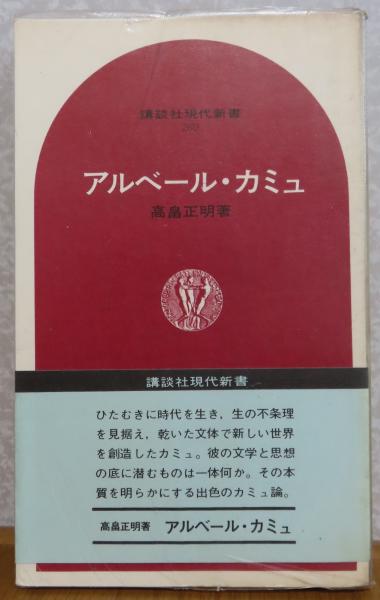 講談社現代新書
アルベール・カミュ
高畠正明著
講談社現代新書
ひたむきに時代を生き，生の不条理
を見据え，乾いた文体で新しい世界
を創造したカミュ。彼の文学と思想
の底に潜むものは一体何か。その本
質を明らかにする出色のカミュ論。
高畠正明著 アルベール・カミュ